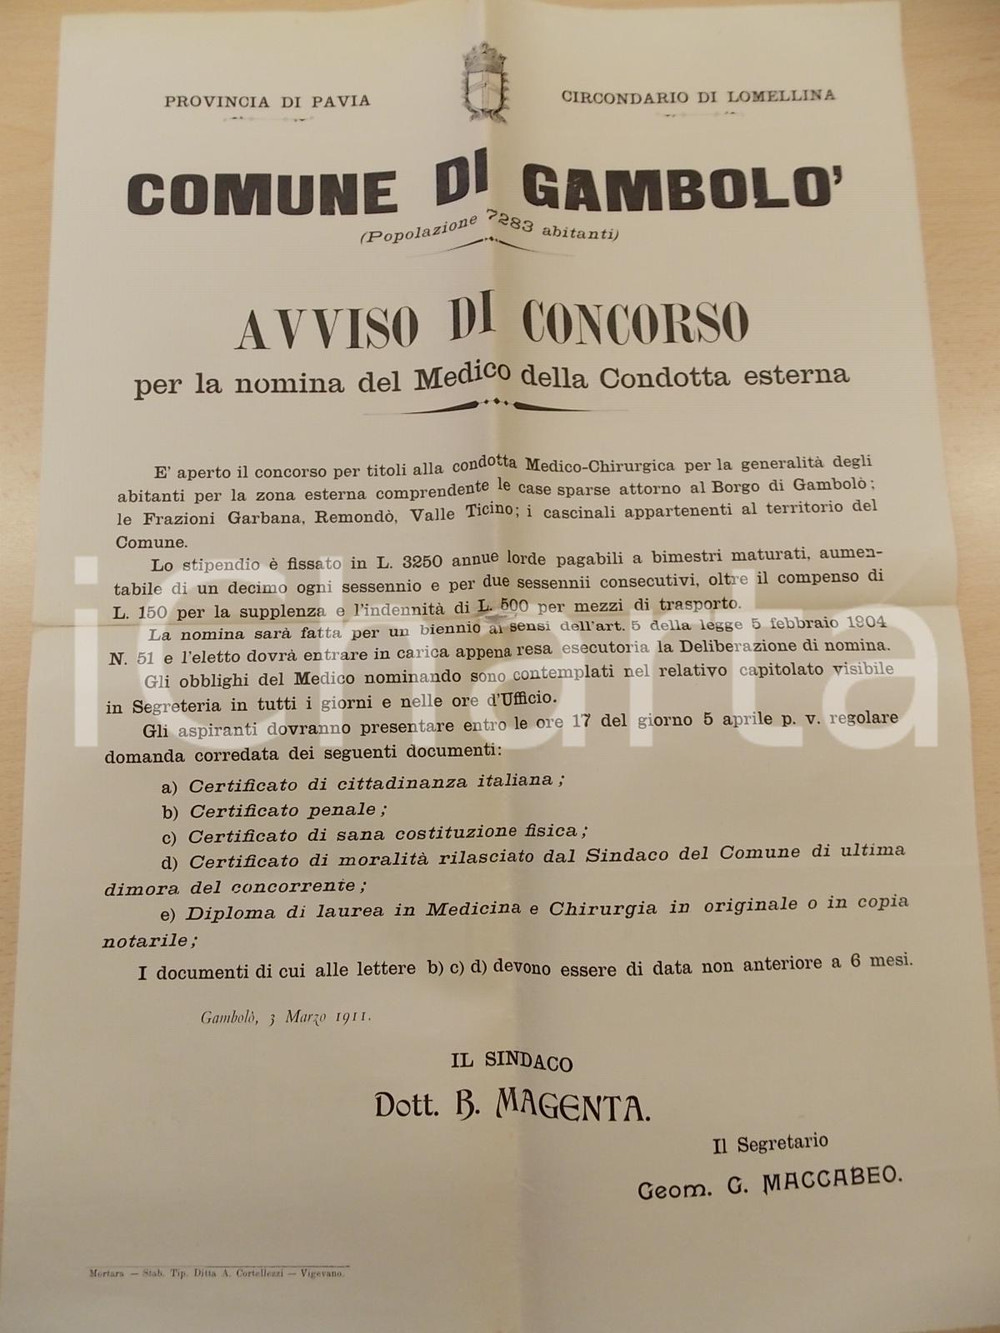 PROVINCIA DI PAVIA
CIRCONDARIO DI LOMELLINA
COMUNE DI GAMBOLO'
(Popolazione 7283 abitanti)
AVVISO DI CONCORSO
per la nomina del Medico della Condotta esterna
E' aperto il concorso per titoli alla condotta Medico-Chirurgica per la generalità degli
abitanti per la zona esterna comprendente le case sparse attorno al Borgo di Gambolò;
le Frazioni Garbana, Remondò, Valle Ticino; i cascinali appartenenti al territorio del
Comune.
Lo stipendio è fissato in L. 3250 annue lorde pagabili a bimestri maturati, aumen-
tabile di un decimo ogni sessennio e per due sessennii consecutivi, oltre il compenso di
L. 150 per la supplenza e l'indennità di L. 500 per mezzi di trasporto.
La nomina sarà fatta per un biennio ai sensi dell'art. 5 della legge 5 febbraio 1904
N. 51 e l'eletto dovrà entrare in carica appena resa esecutoria la Deliberazione di nomina.
Gli obblighi del Medico nominando sono contemplati nel relativo capitolato visibile
in Segreteria in tutti i giorni e nelle ore d'Ufficio.
Gli aspiranti dovranno presentare entro le ore 17 del giorno 5 aprile p. v. regolare
domanda corredata dei seguenti documenti:
a) Certificato di cittadinanza italiana;
b) Certificato penale;
c) Certificato di sana costituzione fisica;
d) Certificato di moralità rilasciato dal Sindaco del Comune di ultima
dimora del concorrente;
e) Diploma di laurea in Medicina e Chirurgia in originale o in copia
notarile;
I documenti di cui alle lettere b) c) d) devono essere di data non anteriore a 6 mesi.
Gambolò, 3 Marzo 1911.
IL SINDACO
Dott. B. MAGENTA.
Il Segretario
Geom. G. MACCABEO.
Mortara — Stab. Tip. Ditta A. Cortellezzi — Vigevano.
iCharta